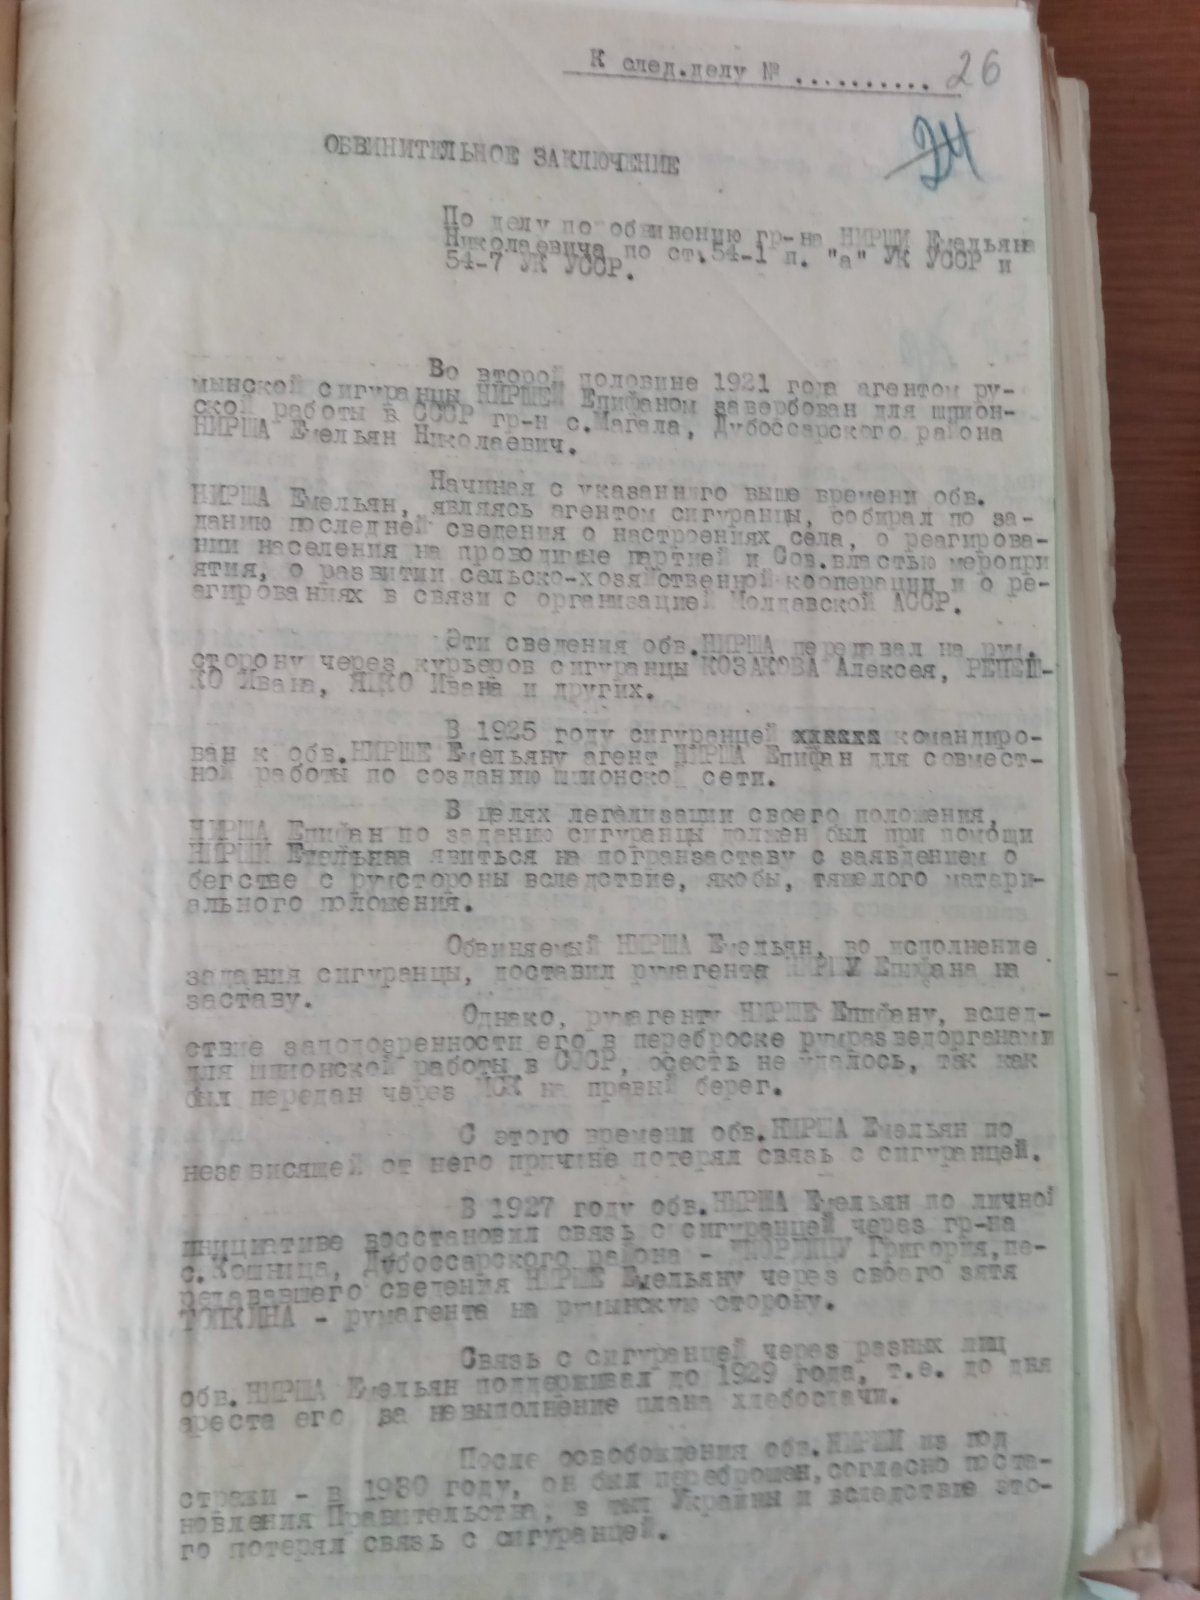 К след.делу № .......... 26
24
ОБВИНИТЕЛЬНОЕ ЗАКЛЮЧЕНИЕ
По делу по обвинению гр-на НИРШИ Емельяна
Николаевича по ст.54-1 п. "а" УК УССР и
54-7 УК УССР.
Во второй половине 1921 года агентом ру-
мынской сигуранцы НИРШЕЙ Епифаном завербован для шпион-
ской работы в СССР гр-н с.Магала, Дубоссарского района
НИРША Емельян Николаевич.
Начиная с указанного выше времени обв.
НИРША Емельян, являясь агентом сигуранцы, собирал по за-
данию последней сведения о настроениях села, о реагирова-
нии населения на проводимые партией и Сов.властью меропри
ятия, о развитии сельско-хозяйственной кооперации и о ре-
агированиях в связи с организацией Молдавской АССР.
Эти сведения обв.НИРША передавал на рум.
сторону через курьеров сигуранцы КОЗАКОВА Алексея, РЕПЕЙ-
КО Ивана, ЯЦКО Ивана и других.
В 1925 году сигуранцей командиро-
ван к обв.НИРШЕ Емельяну агент НИРША Епифан для совмест-
ной работы по созданию шпионской сети.
В целях легализации своего положения,
НИРША Епифан по заданию сигуранцы должен был при помощи
НИРШИ Емельяна явиться на погранзаставу с заявлением о
бегстве с румстороны вследствие, якобы, тяжелого матери-
ального положения.
Обвиняемый НИРША Емельян, во исполнение
задания сигуранцы, доставил румагента НИРШУ Епифана на
заставу.
Однако, румагенту НИРШЕ Епифану, вслед-
ствие заподозренности его в переброске румразведорганами
для шпионской работы в СССР, осесть не удалось, так как
был передан через на правый берег.
С этого времени обв.НИРША Емельян по
независящей от него причине потерял связь с сигуранцей.
В 1927 году обв.НИРША Емельян по личной
инициативе восстановил связь с сигуранцей через гр-на
с.Кошница, Дубоссарского района - Григория,пе-
редававшего сведения НИРШЕ Емельяну через своего зятя
ТОПКИНА - румагента на румынскую сторону.
Связь с сигуранцей через разных лиц
обв.НИРША Емельян поддерживал до 1929 года, т.е. до дня
ареста его за невыполнение плана хлебосдачи.
После освобождения обв.НИРШИ из под
стражи - в 1930 году, он был переброшен,согласно поста-
новления Правительства, в тыл Украины и вследствие это-
го потерял связь с сигуранцей.